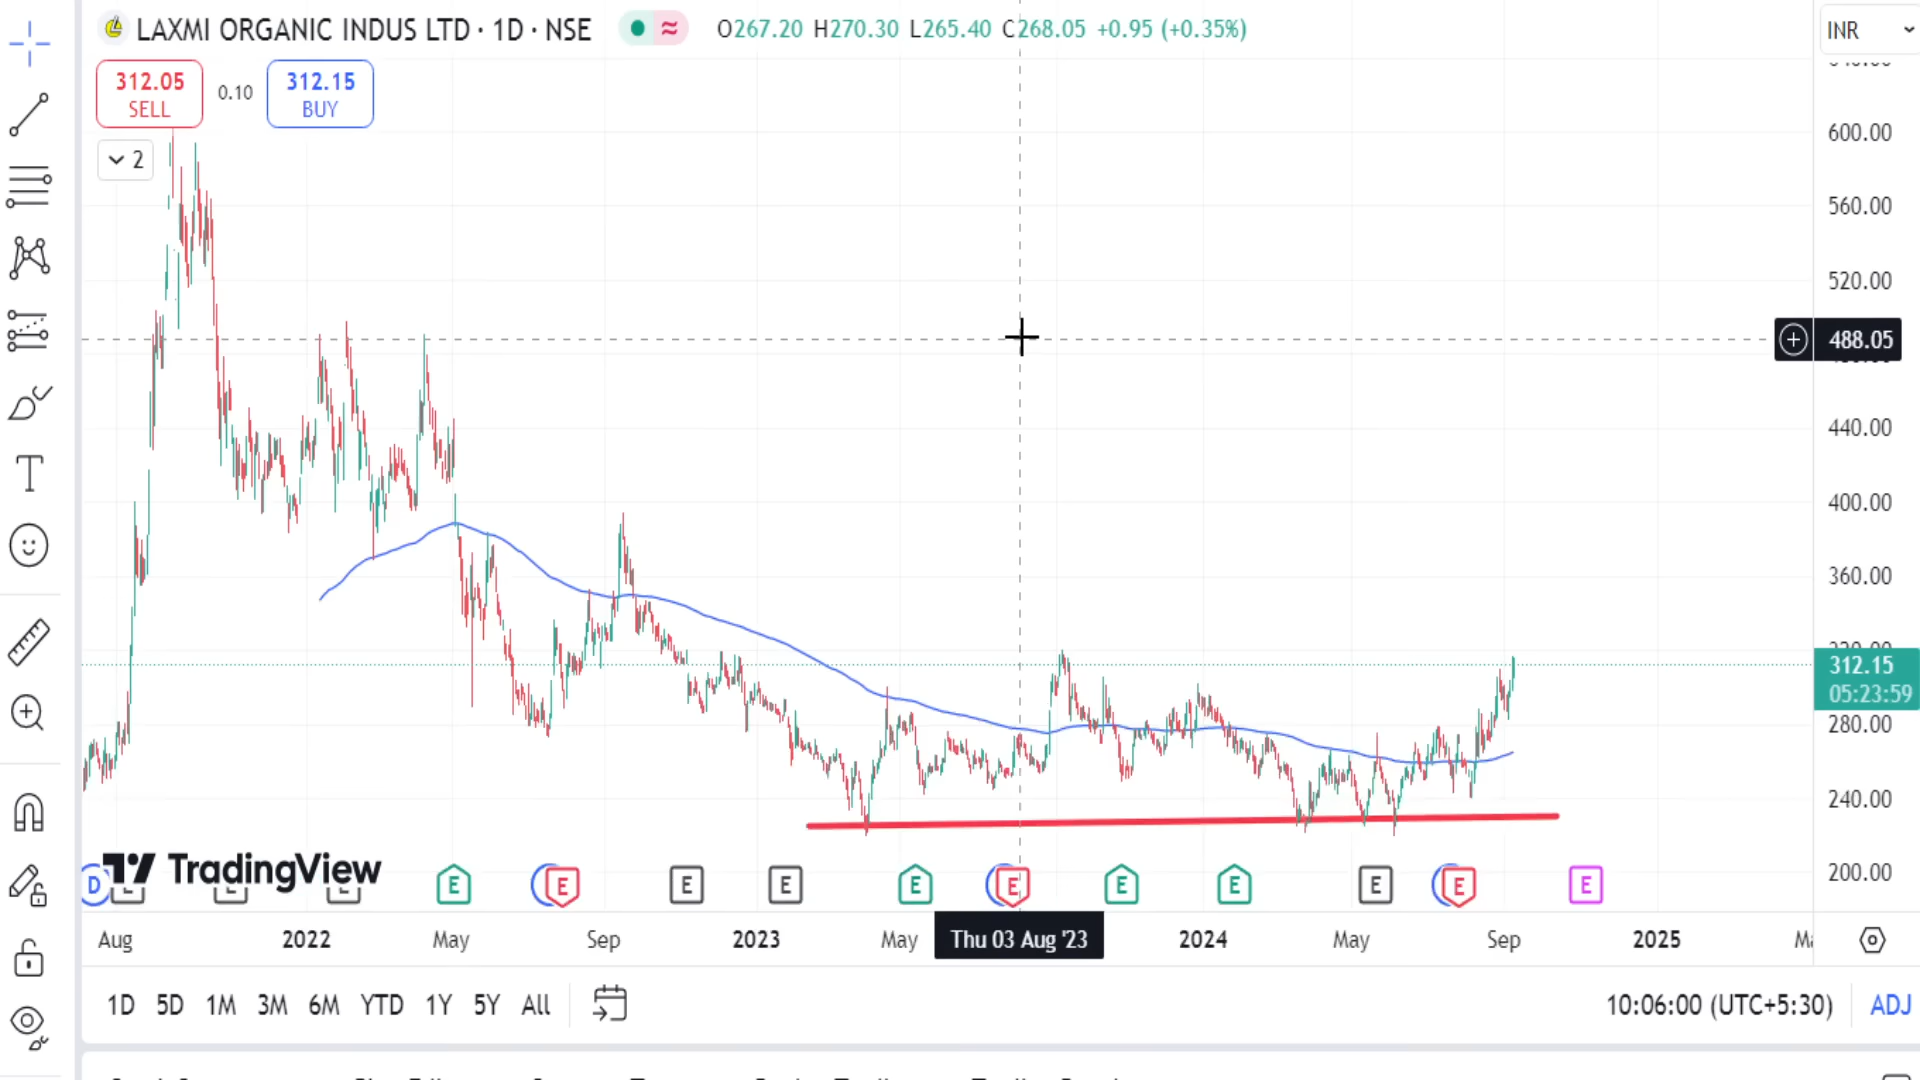 LAXMI ORGANIC INDUS LTD · 1D · NSE O267.20 H270.30 L265.40 C268.05 +0.95 (+0.35%) INR
312.05 SELL 0.10 312.15 BUY
2
600.00
560.00
520.00
488.05
440.00
400.00
360.00
312.15
05:23:59
280.00
240.00
200.00
TradingView
D E E E E E E E E E E E E E E
Aug 2022 May Sep 2023 May Thu 03 Aug '23 2024 May Sep 2025
1D 5D 1M 3M 6M YTD 1Y 5Y All 10:06:00 (UTC+5:30) ADJ